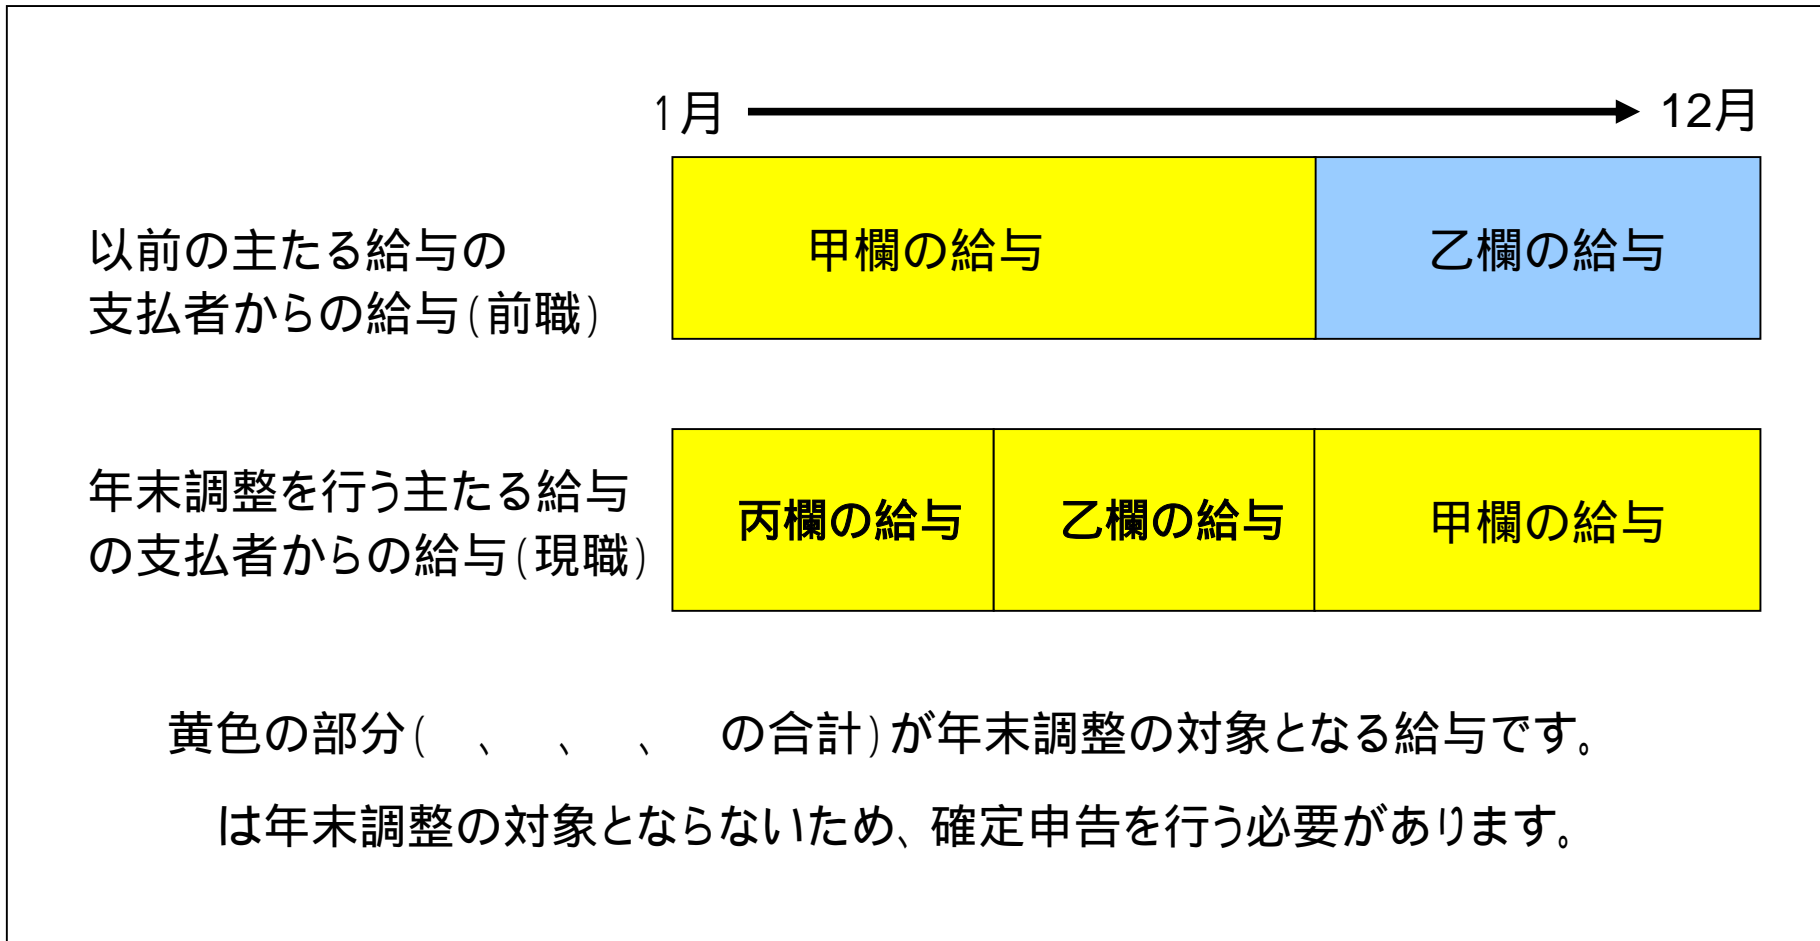 1月 12月
以前の主たる給与の
支払者からの給与(前職)
甲欄の給与
乙欄の給与
年末調整を行う主たる給与
の支払者からの給与(現職)
丙欄の給与
乙欄の給与
甲欄の給与
黄色の部分(　、　、　、　の合計)が年末調整の対象となる給与です。
は年末調整の対象とならないため、確定申告を行う必要があります。